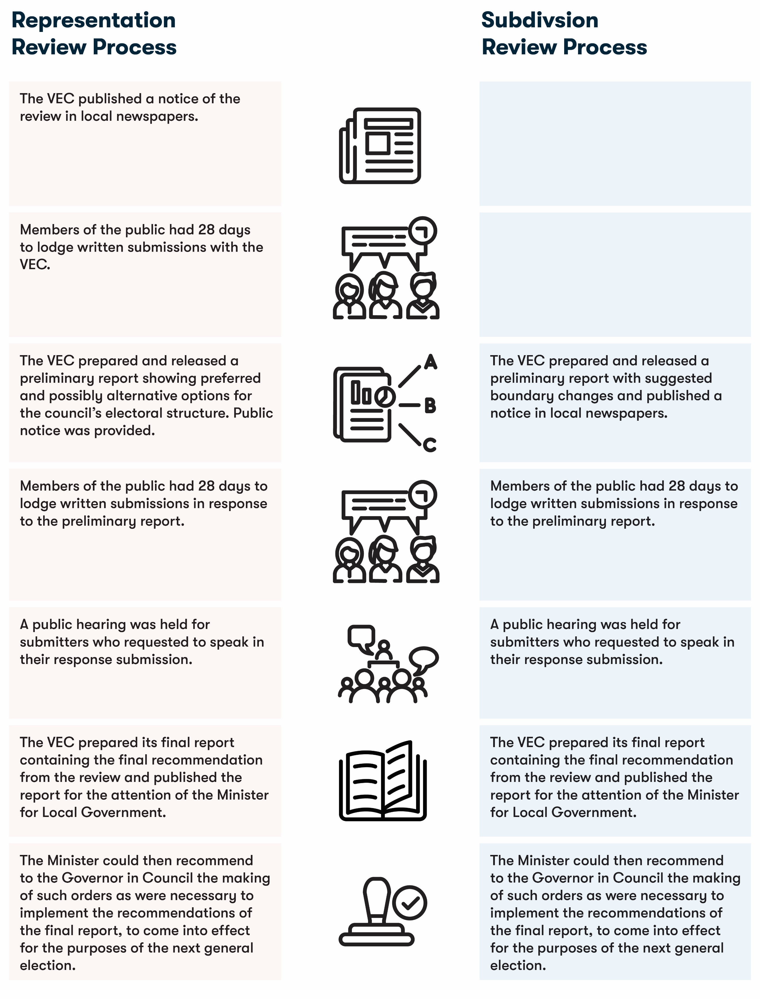 Representation
Review Process
Subdivsion
Review Process
The VEC published a notice of the
review in local newspapers.
Members of the public had 28 days
to lodge written submissions with the
VEC.
The VEC prepared and released a
preliminary report showing preferred
and possibly alternative options for
the council’s electoral structure. Public
notice was provided.
A
B
C
The VEC prepared and released a
preliminary report with suggested
boundary changes and published a
notice in local newspapers.
Members of the public had 28 days to
lodge written submissions in response
to the preliminary report.
Members of the public had 28 days to
lodge written submissions in response
to the preliminary report.
A public hearing was held for
submitters who requested to speak in
their response submission.
A public hearing was held for
submitters who requested to speak in
their response submission.
The VEC prepared its final report
containing the final recommendation
from the review and published the
report for the attention of the Minister
for Local Government.
The VEC prepared its final report
containing the final recommendation
from the review and published the
report for the attention of the Minister
for Local Government.
The Minister could then recommend
to the Governor in Council the making
of such orders as were necessary to
implement the recommendations of
the final report, to come into effect
for the purposes of the next general
election.
The Minister could then recommend
to the Governor in Council the making
of such orders as were necessary to
implement the recommendations of
the final report, to come into effect
for the purposes of the next general
election.